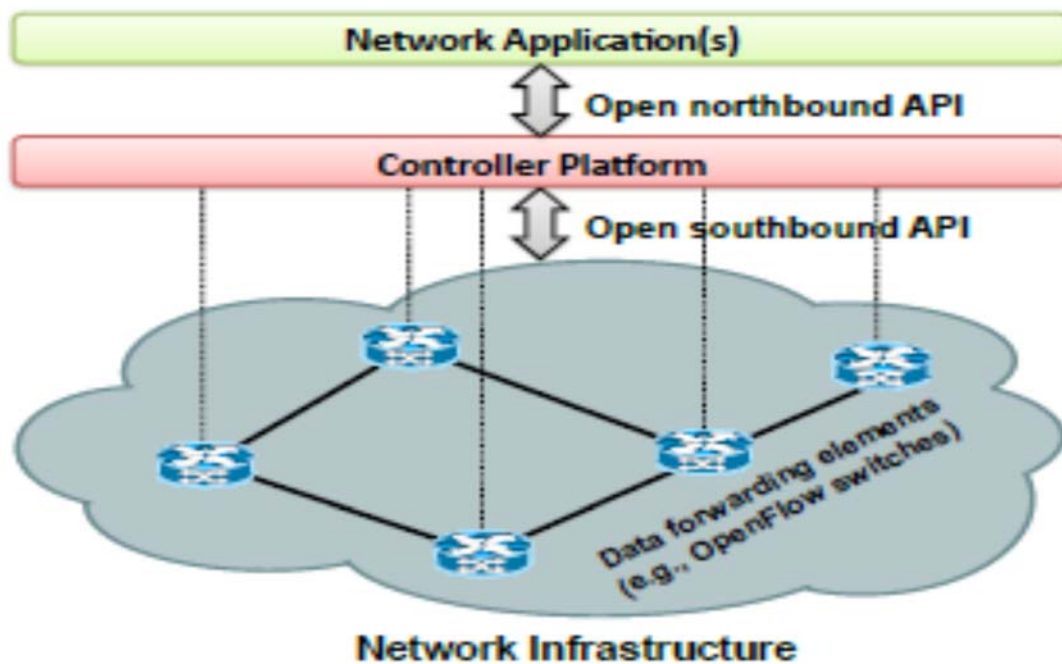 Network Application(s)
Open northbound API
Controller Platform
Open southbound API
Data forwarding elements
(e.g., OpenFlow switches)
Network Infrastructure